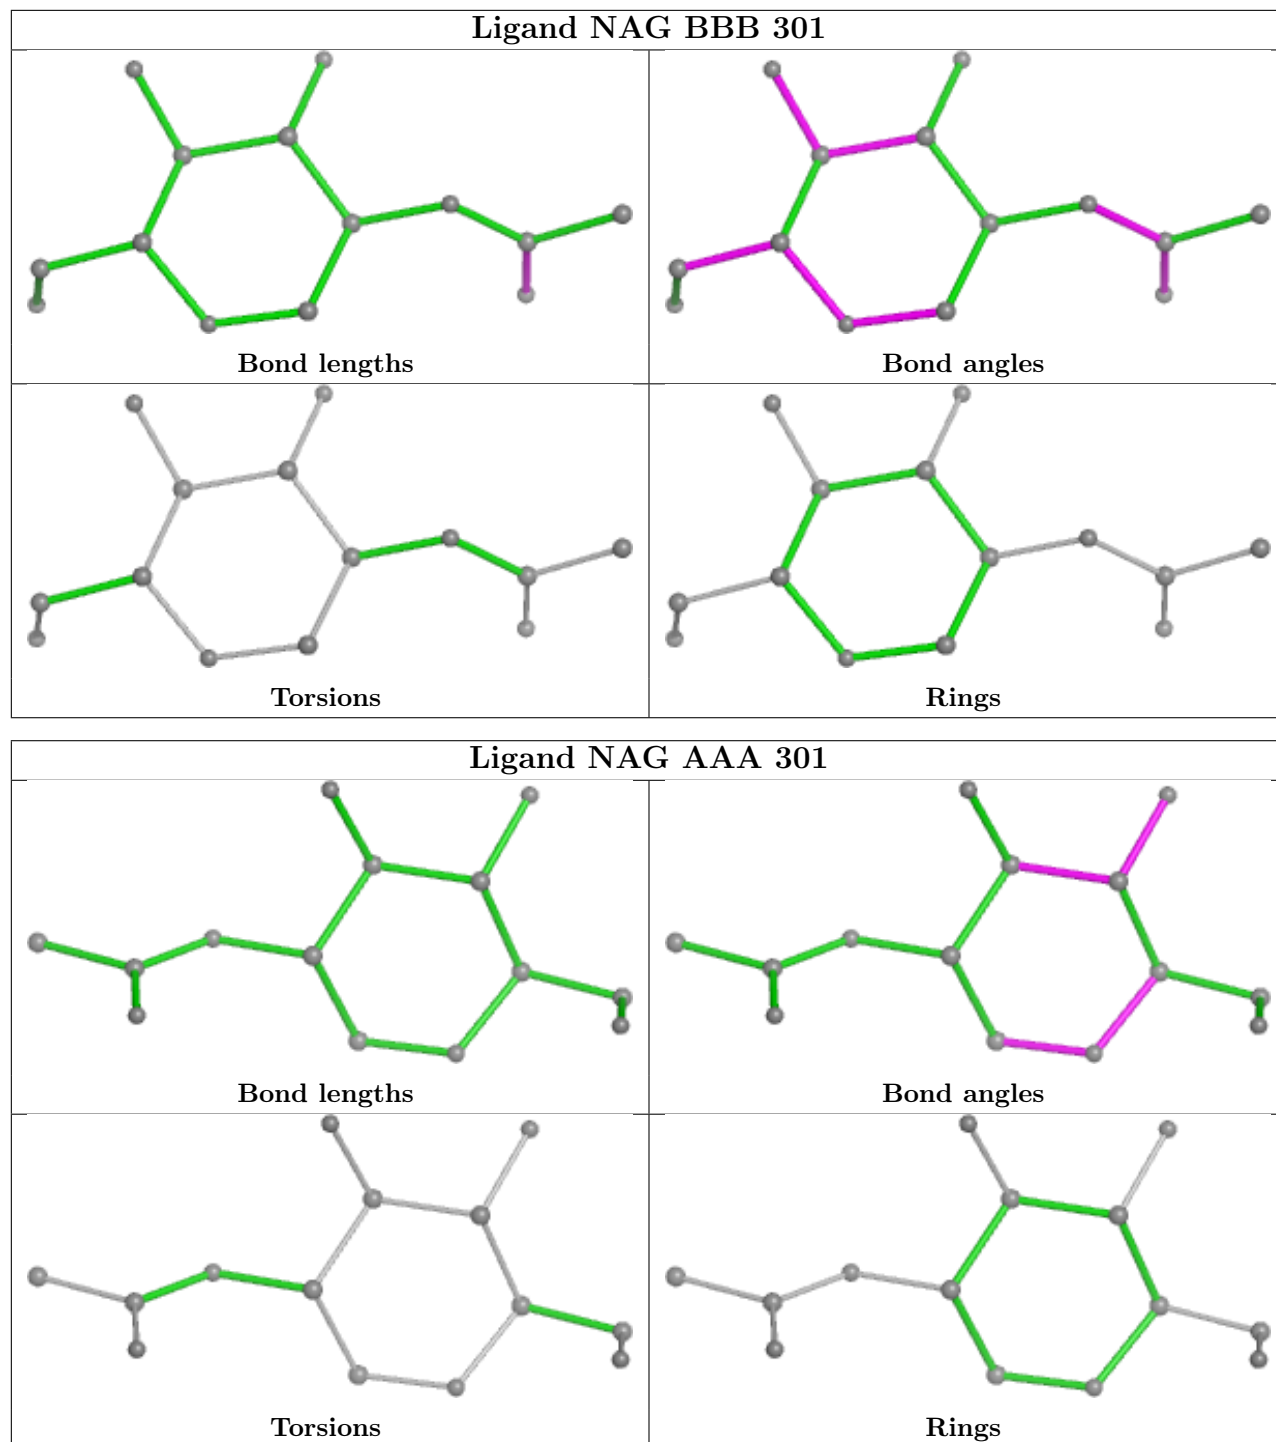 Ligand NAG BBB 301
Bond lengths
Bond angles
Torsions
Rings
Ligand NAG AAA 301
Bond lengths
Bond angles
Torsions
Rings